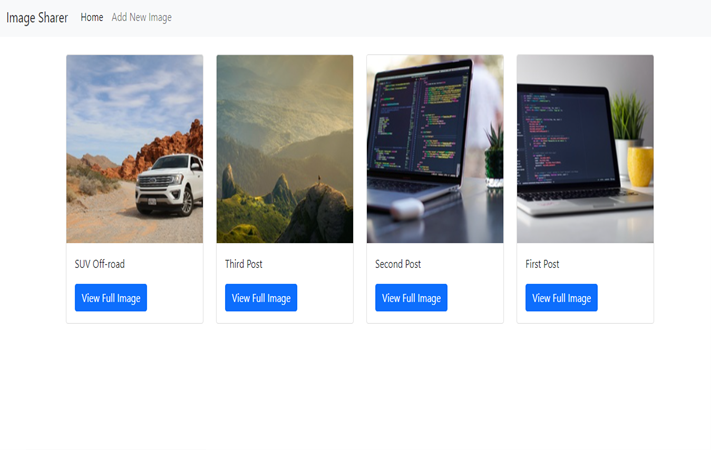 Image Sharer Home Add New Image
SUV Off-road
Third Post
Second Post
First Post
View Full Image
View Full Image
View Full Image
View Full Image